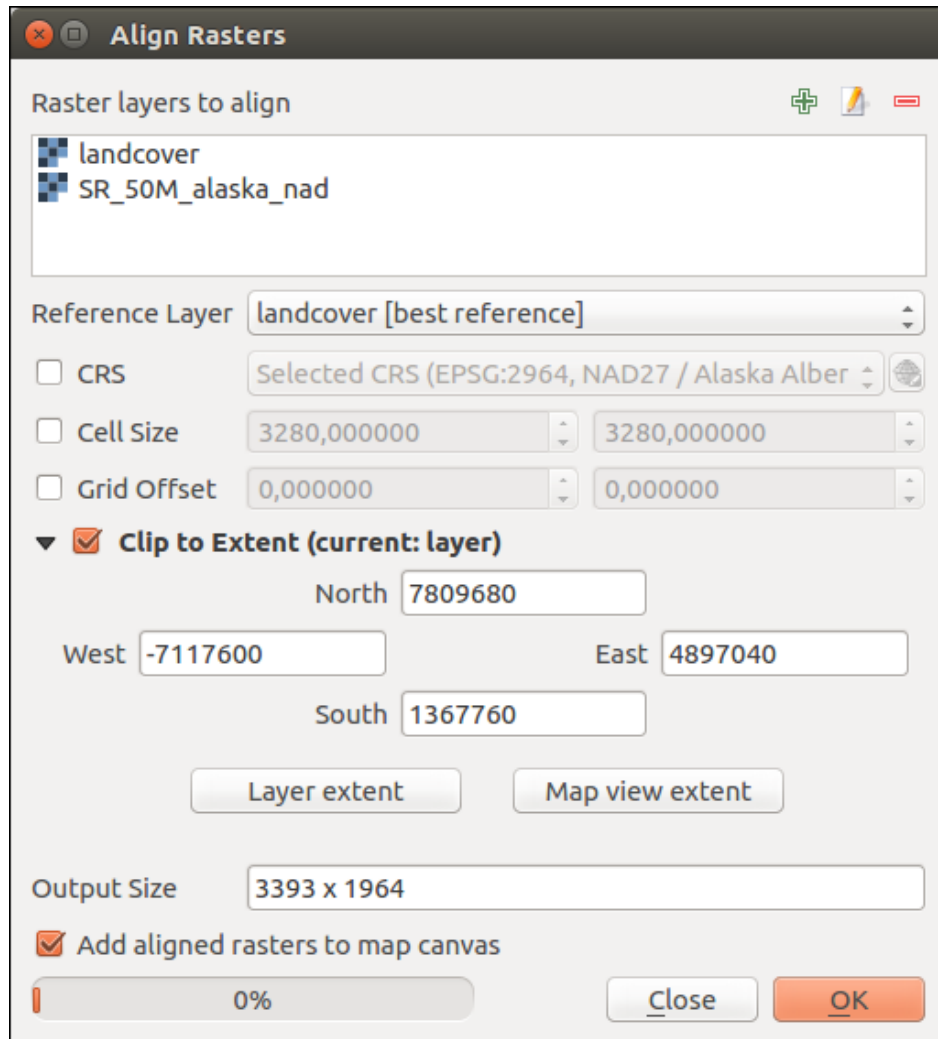 Align Rasters
Raster layers to align
landcover
SR_50M_alaska_nad
Reference Layer landcover [best reference]
CRS Selected CRS (EPSG:2964, NAD27 / Alaska Alber
Cell Size 3280,000000 3280,000000
Grid Offset 0,000000 0,000000
Clip to Extent (current: layer)
North 7809680
West -7117600 East 4897040
South 1367760
Layer extent Map view extent
Output Size 3393 x 1964
Add aligned rasters to map canvas
0% Close OK